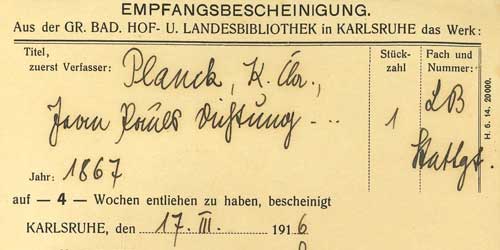 EMPFANGSBESCHEINIGUNG.
Aus der GR. BAD. HOF- U. LANDESBIBLIOTHEK in KARLSRUHE das Werk:
Titel, zuerst Verfasser: Planck, K. Ch.,
Stück-zahl
Fach und Nummer:
Jean Pauls Dichtung ---
1
LB
Stuttgt.
Jahr: 1867
H 5. 14. 20000.
auf — 4 — Wochen entliehen zu haben, bescheinigt
KARLSRUHE, den 17. III. 1916